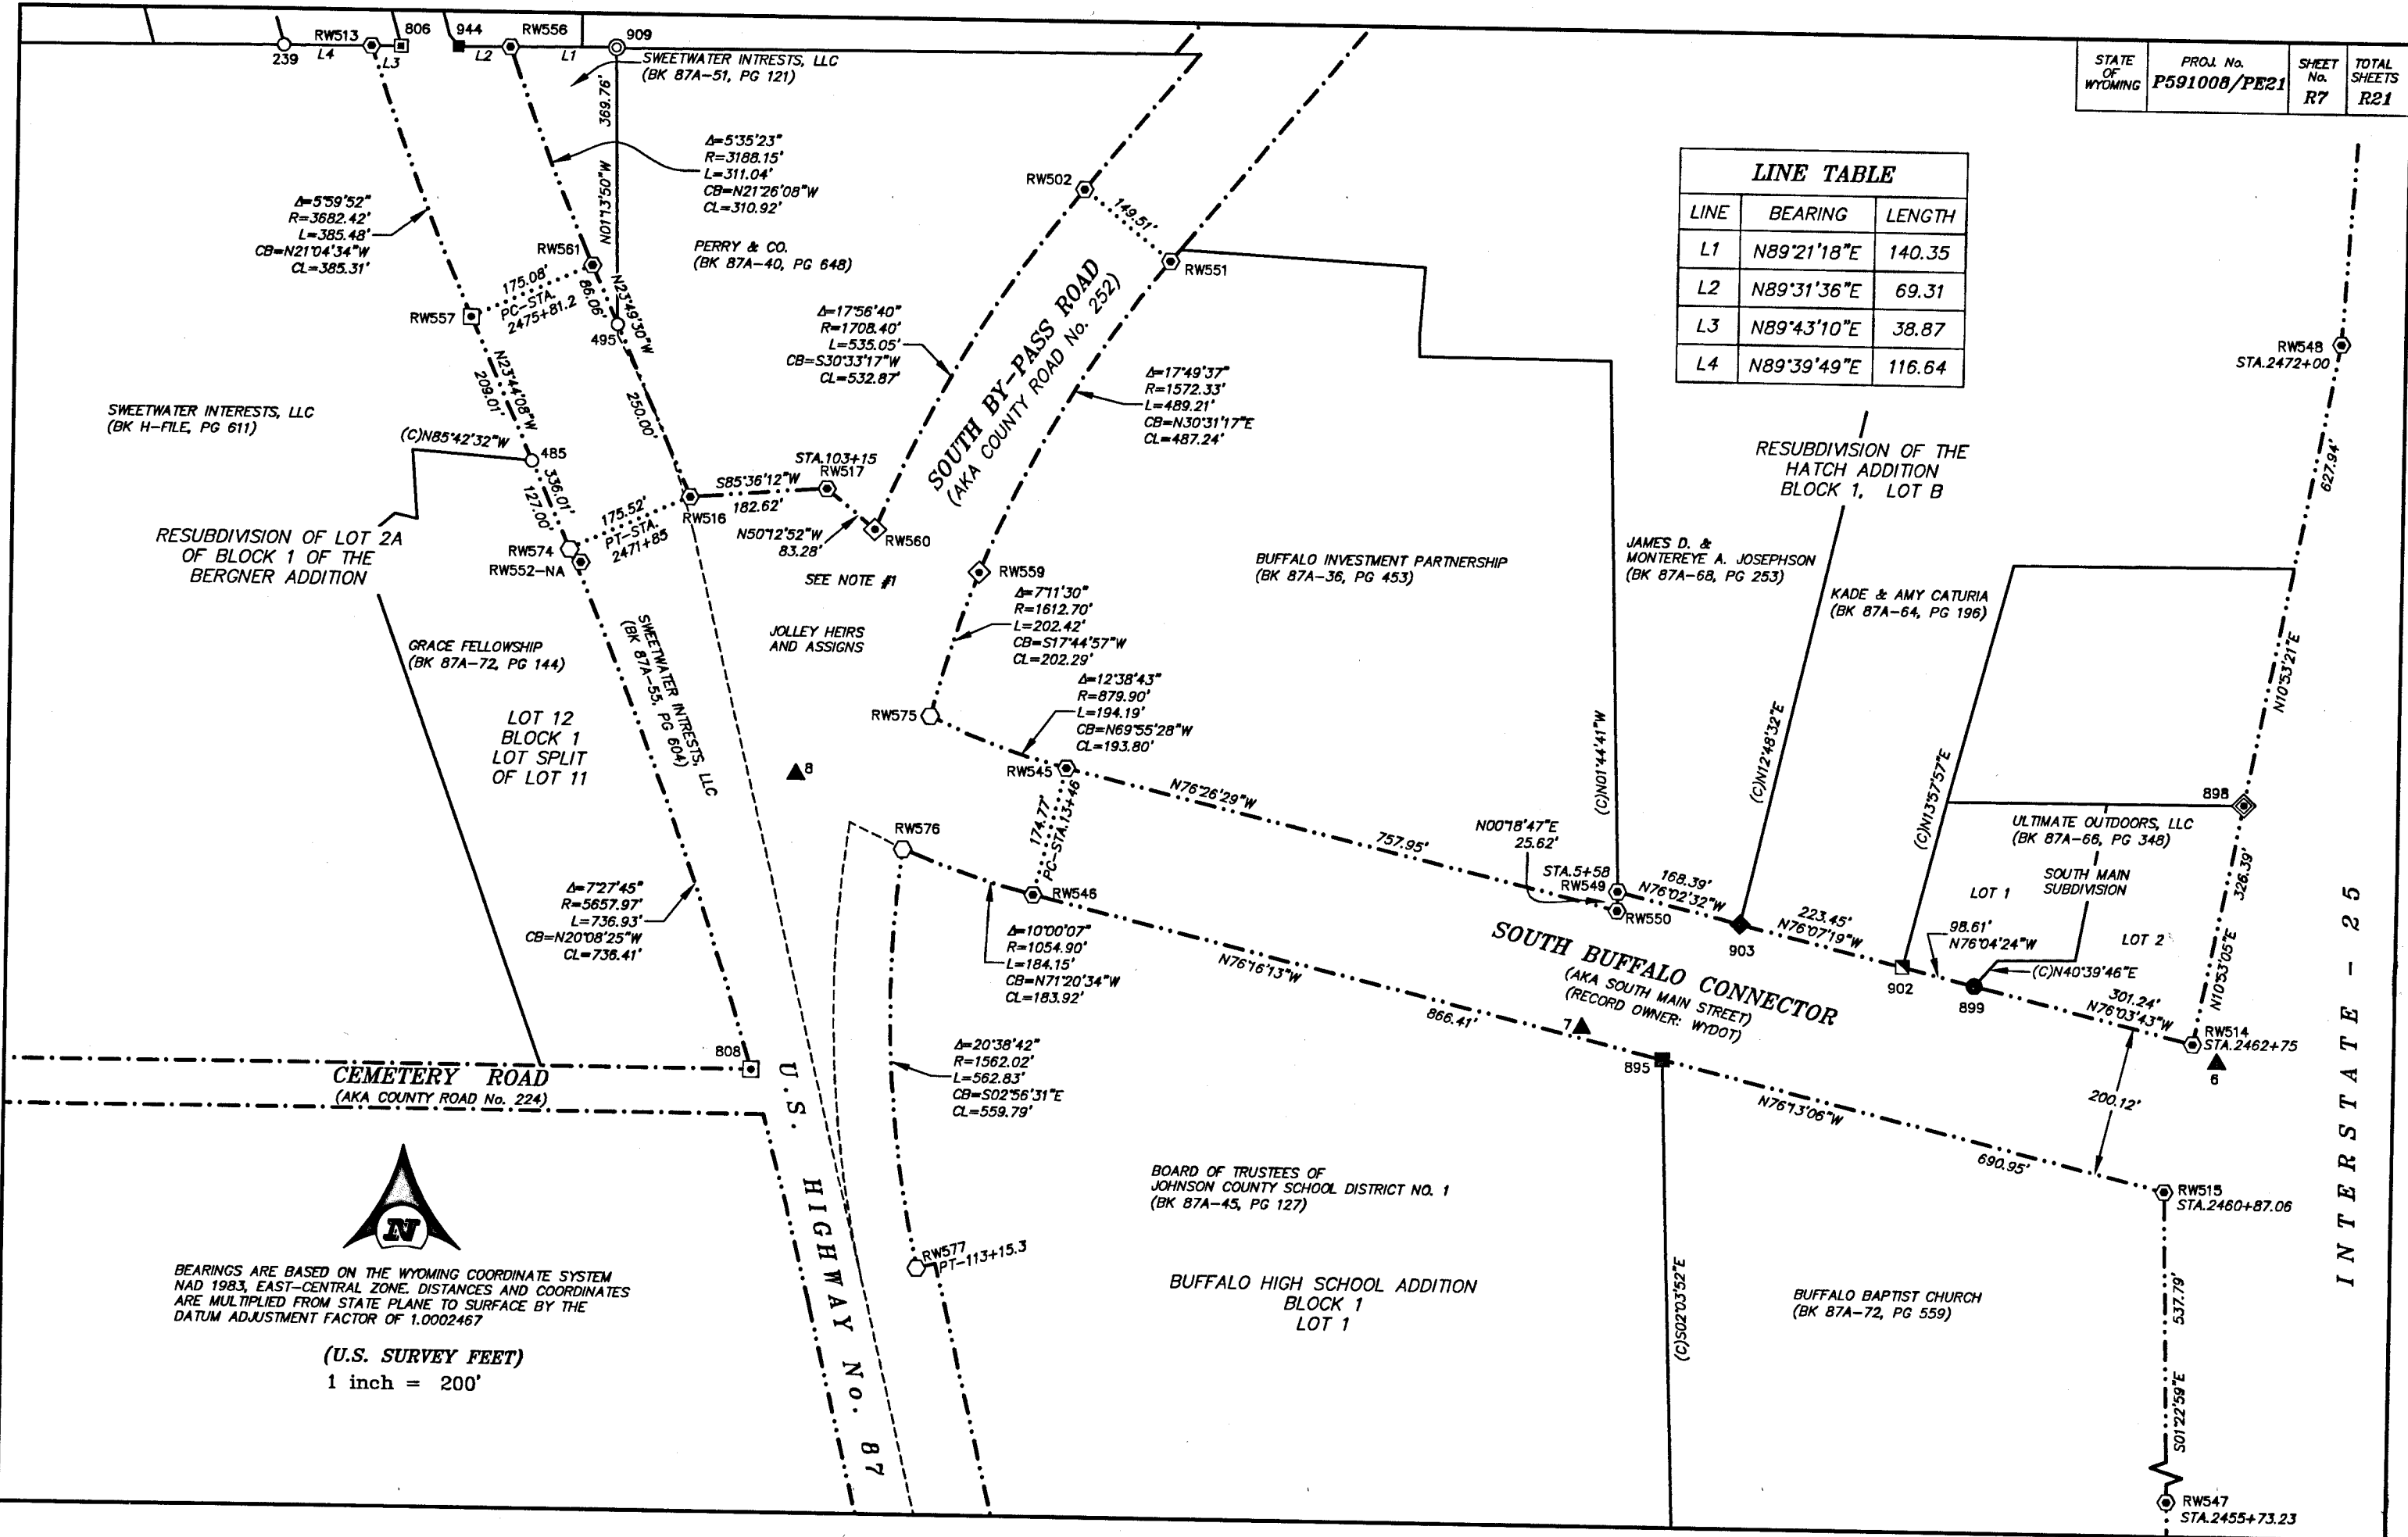 STATE
OF
WYOMING
PROJ. No.
P591008/PE21
SHEET
No.
R7
TOTAL
SHEETS
R21
239
RW513
L4
L3
806
944
L2
RW556
L1
909
SWEETWATER INTRESTS, LLC
(BK 87A-51, PG 121)
369.76'
N01°13'50"W
Δ=5°35'23"
R=3188.15'
L=311.04'
CB=N21°26'08"W
CL=310.92'
Δ=5°59'52"
R=3682.42'
L=385.48'
CB=N21°04'34"W
CL=385.31'
PERRY & CO.
(BK 87A-40, PG 648)
RW561
175.08'
PC-STA.
2475+81.2
86.06'
N23°49'30"W
RW557
495
N23°44'08"W
209.01'
250.00'
SWEETWATER INTERESTS, LLC
(BK H-FILE, PG 611)
(C)N85°42'32"W
485
336.01'
127.00'
RESUBDIVISION OF LOT 2A
OF BLOCK 1 OF THE
BERGNER ADDITION
RW574
RW552-NA
175.52'
PT-STA.
2471+85
RW516
S85°36'12"W
182.62'
STA.103+15
RW517
N50°12'52"W
83.28'
RW560
SEE NOTE #1
JOLLEY HEIRS
AND ASSIGNS
RW502
149.51'
RW551
SOUTH BY-PASS ROAD
(AKA COUNTY ROAD No. 252)
Δ=17°56'40"
R=1708.40'
L=535.05'
CB=S30°33'17"W
CL=532.87'
Δ=17°49'37"
R=1572.33'
L=489.21'
CB=N30°31'17"E
CL=487.24'
LINE TABLE
LINE BEARING LENGTH
L1 N89°21'18"E 140.35
L2 N89°31'36"E 69.31
L3 N89°43'10"E 38.87
L4 N89°39'49"E 116.64
RW548
STA.2472+00
627.94'
N10°53'21"E
RESUBDIVISION OF THE
HATCH ADDITION
BLOCK 1, LOT B
BUFFALO INVESTMENT PARTNERSHIP
(BK 87A-36, PG 453)
JAMES D. &
MONTEREYE A. JOSEPHSON
(BK 87A-68, PG 253)
KADE & AMY CATURIA
(BK 87A-64, PG 196)
RW559
Δ=7°11'30"
R=1612.70'
L=202.42'
CB=S17°44'57"W
CL=202.29'
Δ=12°38'43"
R=879.90'
L=194.19'
CB=N69°55'28"W
CL=193.80'
RW575
RW545
174.77'
PC-STA.13+46
N76°26'29"W
757.95'
(C)N01°44'41"W
(C)N12°48'32"E
(C)N13°57'57"E
N00°18'47"E
25.62'
STA.5+58
RW549
RW550
168.39'
N76°02'32"W
903
223.45'
N76°07'19"W
902
98.61'
N76°04'24"W
899
(C)N40°39'46"E
301.24'
N76°03'43"W
898
ULTIMATE OUTDOORS, LLC
(BK 87A-66, PG 348)
SOUTH MAIN
SUBDIVISION
LOT 1
LOT 2
326.39'
N10°53'05"E
RW514
STA.2462+75
6
INTERSTATE - 25
GRACE FELLOWSHIP
(BK 87A-72, PG 144)
SWEETWATER INTRESTS, LLC
(BK 87A-55, PG 604)
LOT 12
BLOCK 1
LOT SPLIT
OF LOT 11
8
Δ=7°27'45"
R=5657.97'
L=736.93'
CB=N20°08'25"W
CL=736.41'
RW576
RW546
Δ=10°00'07"
R=1054.90'
L=184.15'
CB=N71°20'34"W
CL=183.92'
N76°16'13"W
866.41'
SOUTH BUFFALO CONNECTOR
(AKA SOUTH MAIN STREET)
(RECORD OWNER: WYDOT)
7
895
N76°13'06"W
690.95'
200.12'
808
CEMETERY ROAD
(AKA COUNTY ROAD No. 224)
U.S. HIGHWAY No. 87
Δ=20°38'42"
R=1562.02'
L=562.83'
CB=S02°56'31"E
CL=559.79'
RW577
PT-113+15.3
BOARD OF TRUSTEES OF
JOHNSON COUNTY SCHOOL DISTRICT NO. 1
(BK 87A-45, PG 127)
BUFFALO HIGH SCHOOL ADDITION
BLOCK 1
LOT 1
(C)S02°03'52"E
BUFFALO BAPTIST CHURCH
(BK 87A-72, PG 559)
RW515
STA.2460+87.06
537.79'
S01°22'59"E
RW547
STA.2455+73.23
N
BEARINGS ARE BASED ON THE WYOMING COORDINATE SYSTEM
NAD 1983, EAST-CENTRAL ZONE. DISTANCES AND COORDINATES
ARE MULTIPLIED FROM STATE PLANE TO SURFACE BY THE
DATUM ADJUSTMENT FACTOR OF 1.0002467
(U.S. SURVEY FEET)
1 inch = 200'